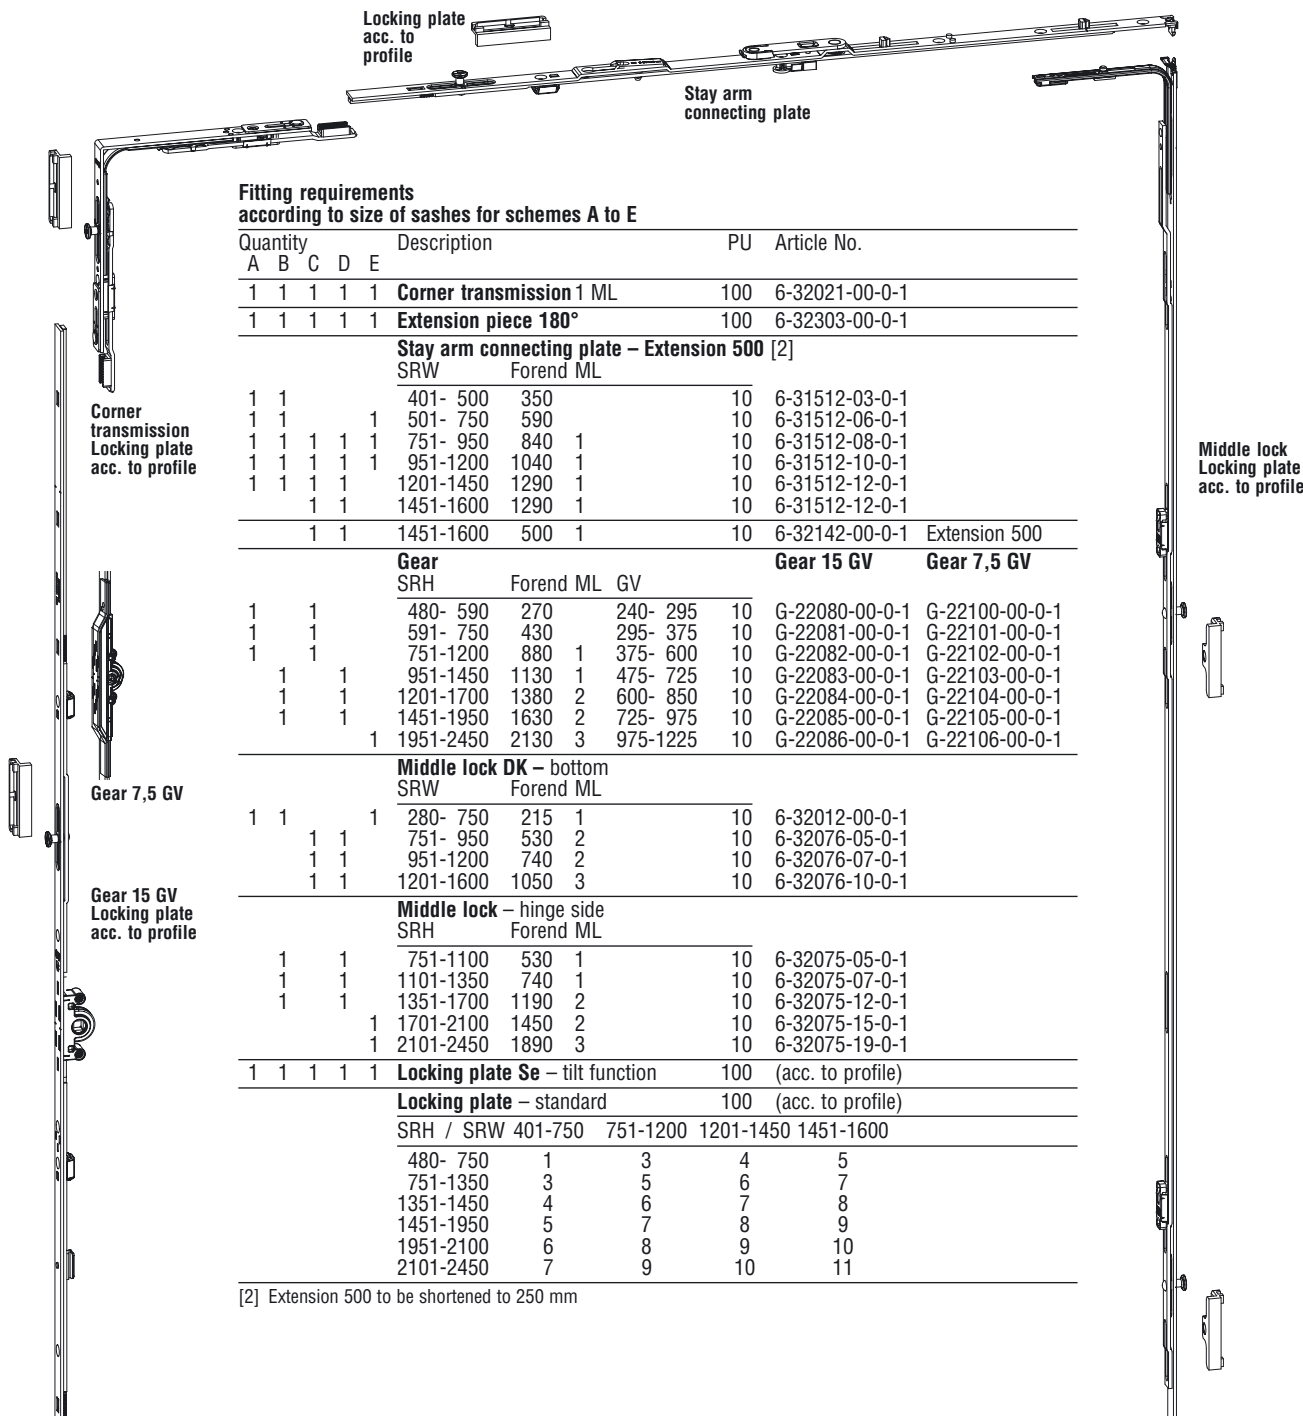 Locking plate
acc. to
profile
Stay arm
connecting plate
Fitting requirements
according to size of sashes for schemes A to E
Quantity Description PU Article No.
A B C D E
1 1 1 1 1 Corner transmission 1 ML 100 6-32021-00-0-1
1 1 1 1 1 Extension piece 180° 100 6-32303-00-0-1
Stay arm connecting plate – Extension 500 [2]
SRW Forend ML
1 1 401- 500 350 10 6-31512-03-0-1
1 1 1 501- 750 590 10 6-31512-06-0-1
1 1 1 1 1 751- 950 840 1 10 6-31512-08-0-1
1 1 1 1 1 951-1200 1040 1 10 6-31512-10-0-1
1 1 1 1 1201-1450 1290 1 10 6-31512-12-0-1
1 1 1451-1600 1290 1 10 6-31512-12-0-1
1 1 1451-1600 500 1 10 6-32142-00-0-1 Extension 500
Gear Gear 15 GV Gear 7,5 GV
SRH Forend ML GV
1 1 480- 590 270 240- 295 10 G-22080-00-0-1 G-22100-00-0-1
1 1 591- 750 430 295- 375 10 G-22081-00-0-1 G-22101-00-0-1
1 1 751-1200 880 1 375- 600 10 G-22082-00-0-1 G-22102-00-0-1
1 1 951-1450 1130 1 475- 725 10 G-22083-00-0-1 G-22103-00-0-1
1 1 1201-1700 1380 2 600- 850 10 G-22084-00-0-1 G-22104-00-0-1
1 1 1451-1950 1630 2 725- 975 10 G-22085-00-0-1 G-22105-00-0-1
1 1951-2450 2130 3 975-1225 10 G-22086-00-0-1 G-22106-00-0-1
Middle lock DK – bottom
SRW Forend ML
1 1 1 280- 750 215 1 10 6-32012-00-0-1
1 1 751- 950 530 2 10 6-32076-05-0-1
1 1 951-1200 740 2 10 6-32076-07-0-1
1 1 1201-1600 1050 3 10 6-32076-10-0-1
Middle lock – hinge side
SRH Forend ML
1 1 751-1100 530 1 10 6-32075-05-0-1
1 1 1101-1350 740 1 10 6-32075-07-0-1
1 1 1351-1700 1190 2 10 6-32075-12-0-1
1 1701-2100 1450 2 10 6-32075-15-0-1
1 2101-2450 1890 3 10 6-32075-19-0-1
1 1 1 1 1 Locking plate Se – tilt function 100 (acc. to profile)
Locking plate – standard 100 (acc. to profile)
SRH / SRW 401-750 751-1200 1201-1450 1451-1600
480- 750 1 3 4 5
751-1350 3 5 6 7
1351-1450 4 6 7 8
1451-1950 5 7 8 9
1951-2100 6 8 9 10
2101-2450 7 9 10 11
[2] Extension 500 to be shortened to 250 mm
Corner
transmission
Locking plate
acc. to profile
Gear 7,5 GV
Gear 15 GV
Locking plate
acc. to profile
Middle lock
Locking plate
acc. to profile